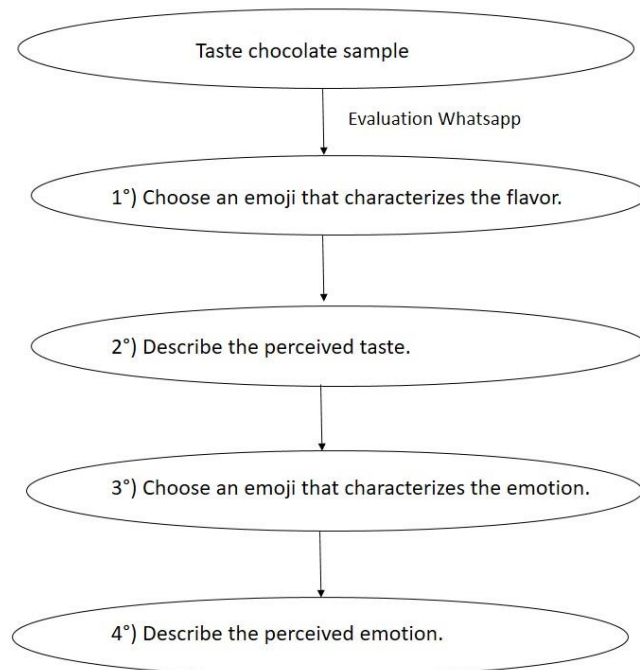 Taste chocolate sample
Evaluation Whatsapp
1°) Choose an emoji that characterizes the flavor.
2°) Describe the perceived taste.
3°) Choose an emoji that characterizes the emotion.
4°) Describe the perceived emotion.